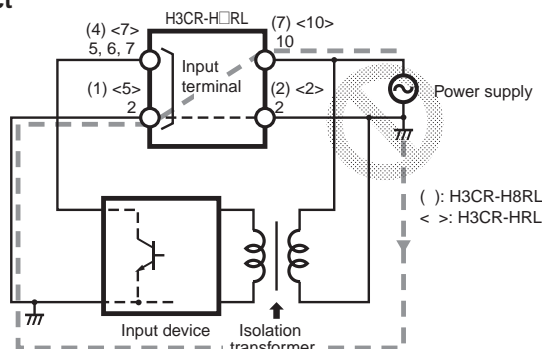 H3CR-H□RL
(4) <7>
5, 6, 7
(7) <10>
10
Input
terminal
(1) <5>
2
(2) <2>
2
Power supply
( ): H3CR-H8RL
< >: H3CR-HRL
Input device
Isolation
transformer